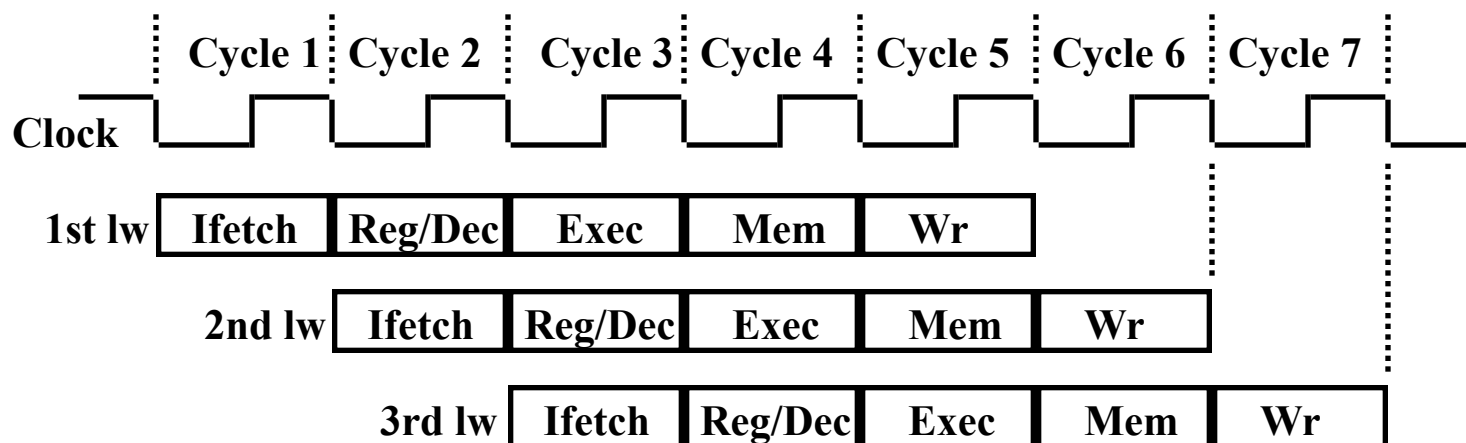 Cycle 1 Cycle 2 Cycle 3 Cycle 4 Cycle 5 Cycle 6 Cycle 7
Clock
1st lw Ifetch Reg/Dec Exec Mem Wr
2nd lw Ifetch Reg/Dec Exec Mem Wr
3rd lw Ifetch Reg/Dec Exec Mem Wr